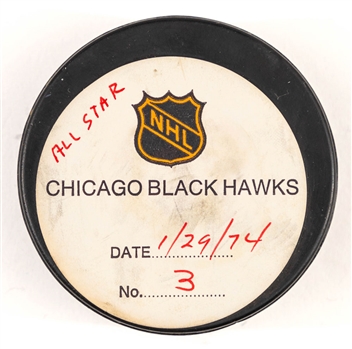 ALL STAR
NHL
CHICAGO BLACK HAWKS
DATE 1/29/74
No. 3